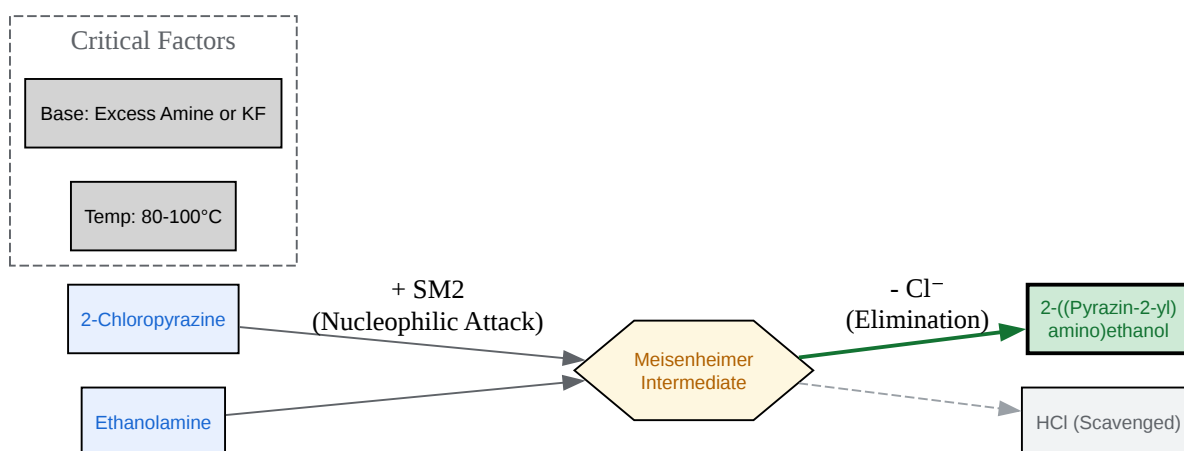 Critical Factors
Base: Excess Amine or KF
Temp: 80-100°C
2-Chloropyrazine
Ethanolamine
+ SM2
(Nucleophilic Attack)
Meisenheimer
Intermediate
- Cl⁻
(Elimination)
2-((Pyrazin-2-yl)
amino)ethanol
HCl (Scavenged)